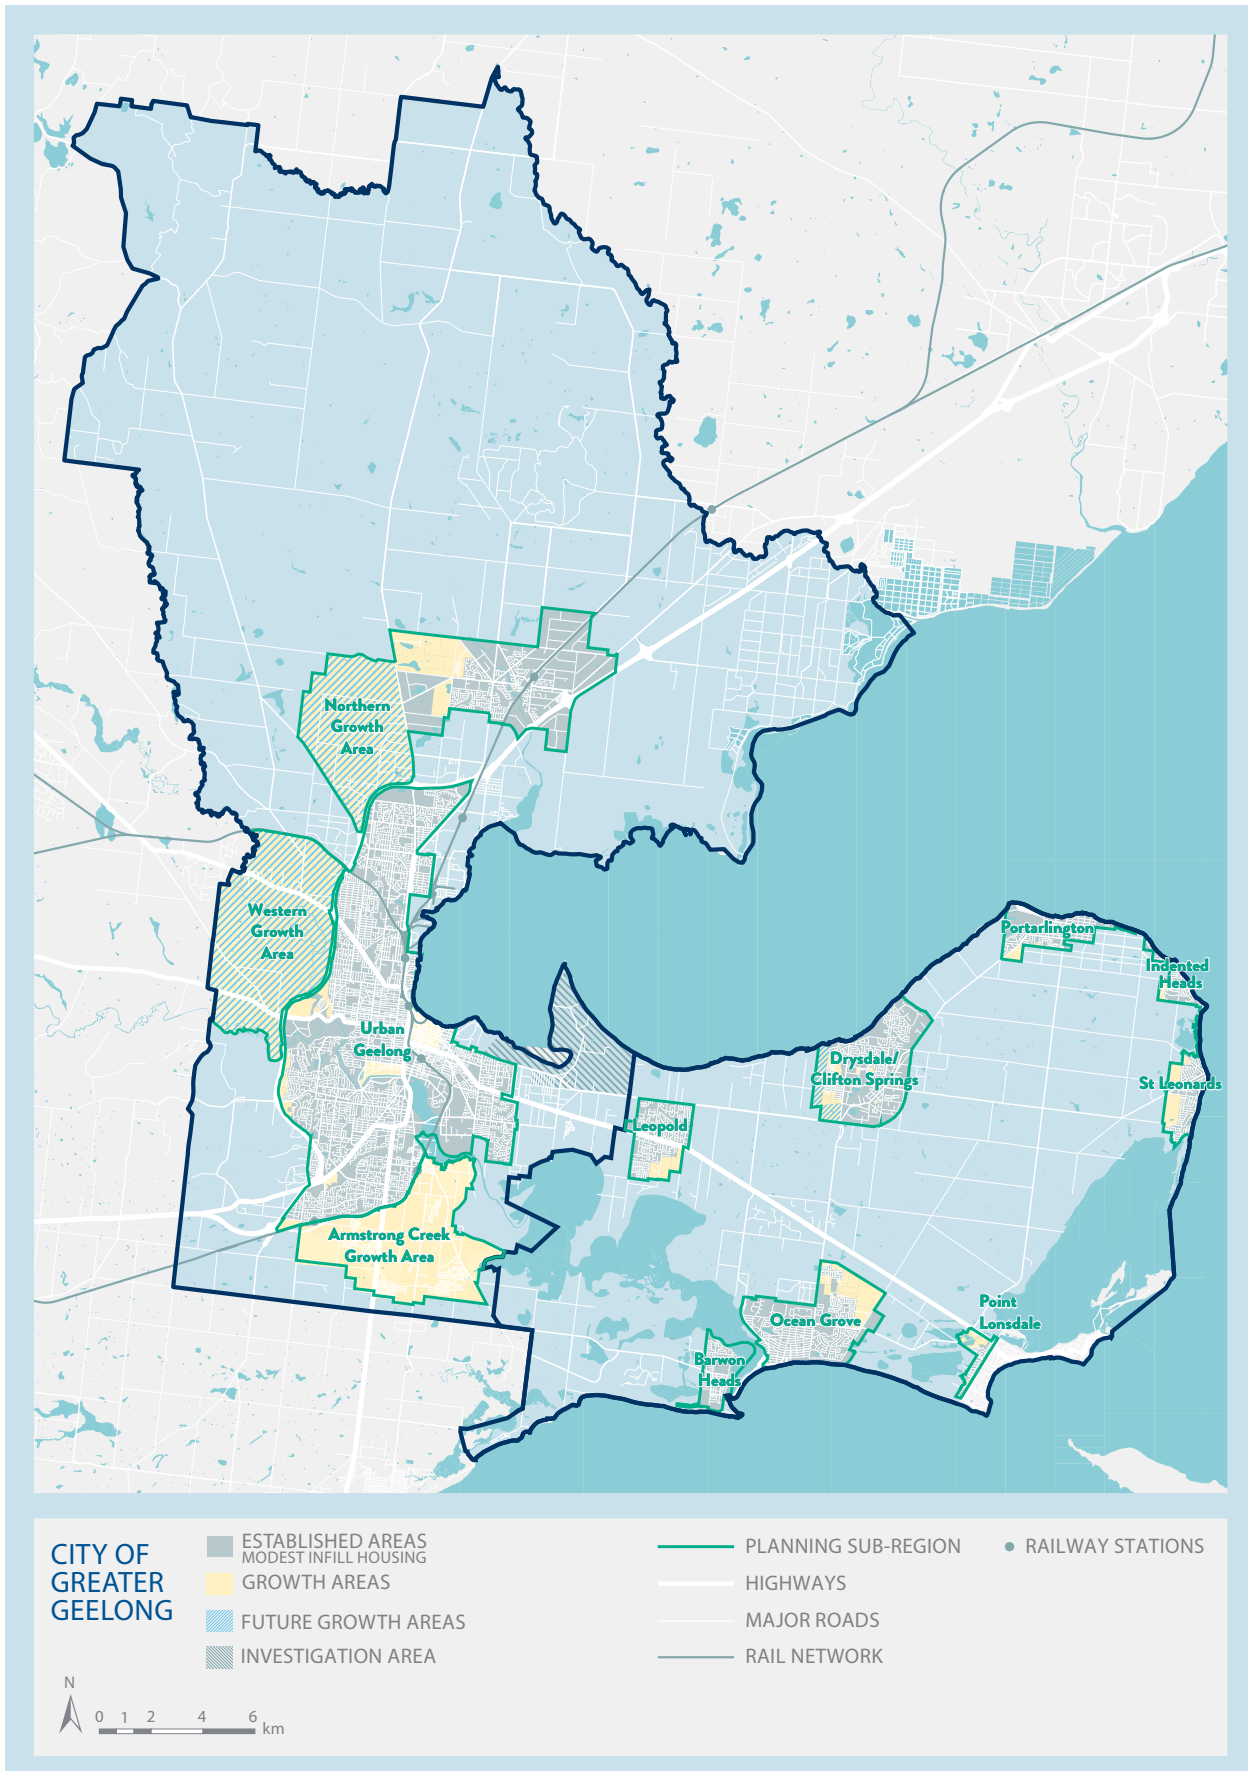 Northern
Growth
Area
Western
Growth
Area
Urban
Geelong
Armstrong Creek
Growth Area
Leopold
Drysdale/
Clifton Springs
Portarlington
Indented
Heads
St Leonards
Point
Lonsdale
Ocean Grove
Barwon
Heads
CITY OF
GREATER
GEELONG
ESTABLISHED AREAS
MODEST INFILL HOUSING
GROWTH AREAS
FUTURE GROWTH AREAS
INVESTIGATION AREA
PLANNING SUB-REGION
HIGHWAYS
MAJOR ROADS
RAIL NETWORK
RAILWAY STATIONS
N
0 1 2 4 6 km